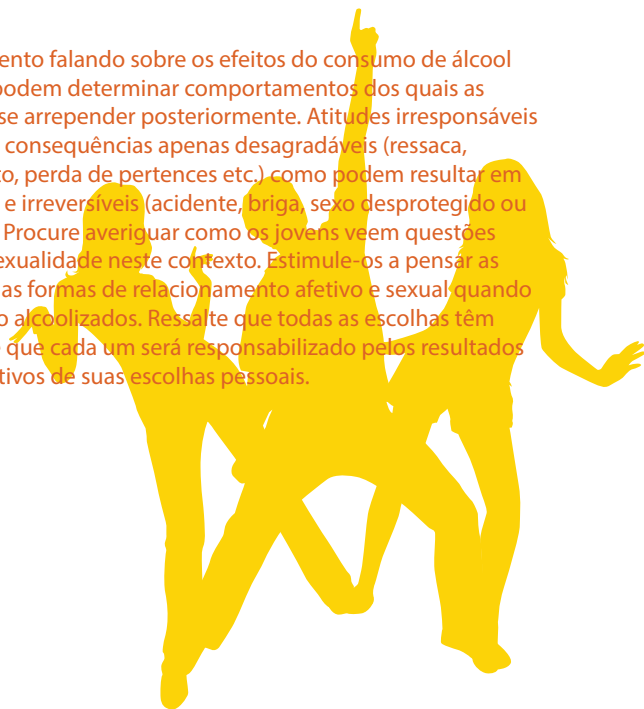 ento falando sobre os efeitos do consumo de álcool
podem determinar comportamentos dos quais as
se arrepender posteriormente. Atitudes irresponsáveis
consequências apenas desagradáveis (ressaca,
o, perda de pertences etc.) como podem resultar em
e irreversíveis (acidente, briga, sexo desprotegido ou
Procure averiguar como os jovens veem questões
exualidade neste contexto. Estimule-os a pensar as
as formas de relacionamento afetivo e sexual quando
o alcoolizados. Ressalte que todas as escolhas têm
e que cada um será responsabilizado pelos resultados
tivos de suas escolhas pessoais.